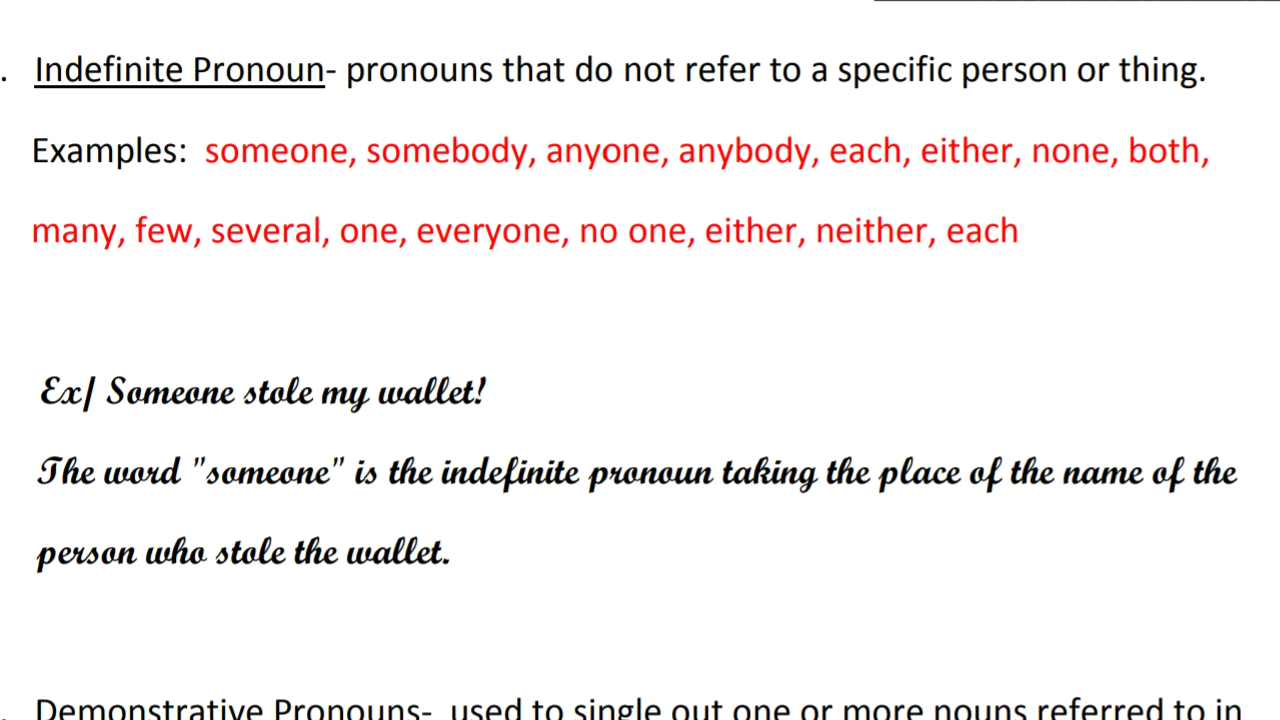 . Indefinite Pronoun- pronouns that do not refer to a specific person or thing.
Examples: someone, somebody, anyone, anybody, each, either, none, both,
many, few, several, one, everyone, no one, either, neither, each
Ex/ Someone stole my wallet!
The word "someone" is the indefinite pronoun taking the place of the name of the
person who stole the wallet.
. Demonstrative Pronouns- used to single out one or more nouns referred to in